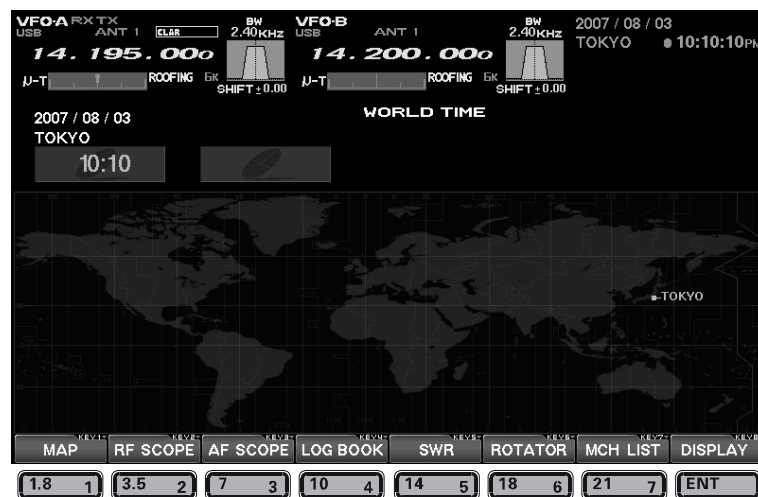 VFO-A RX TX
USB ANT 1 CLAR
BW
2.40KHz
14. 195. 000
μ-T ROOFING 6K
SHIFT±0.00
VFO-B
USB ANT 1
BW
2.40KHz
14. 200. 000
μ-T ROOFING 6K
SHIFT±0.00
2007 / 08 / 03
TOKYO 10:10:10PM
WORLD TIME
2007 / 08 / 03
TOKYO
10:10
TOKYO
KEY1 KEY2 KEY3 KEY4 KEY5 KEY6 KEY7 KEY8
MAP RF SCOPE AF SCOPE LOG BOOK SWR ROTATOR MCH LIST DISPLAY
1.8 1 3.5 2 7 3 10 4 14 5 18 6 21 7 ENT